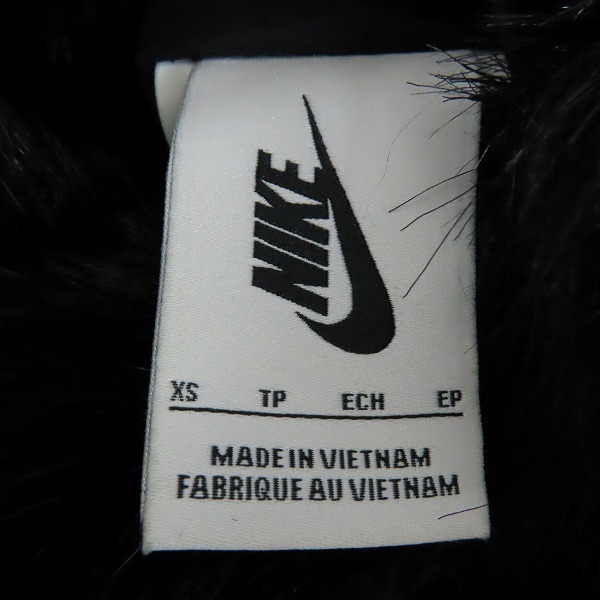 NIKE
XS TP ECH EP
MADE IN VIETNAM
FABRIQUE AU VIETNAM